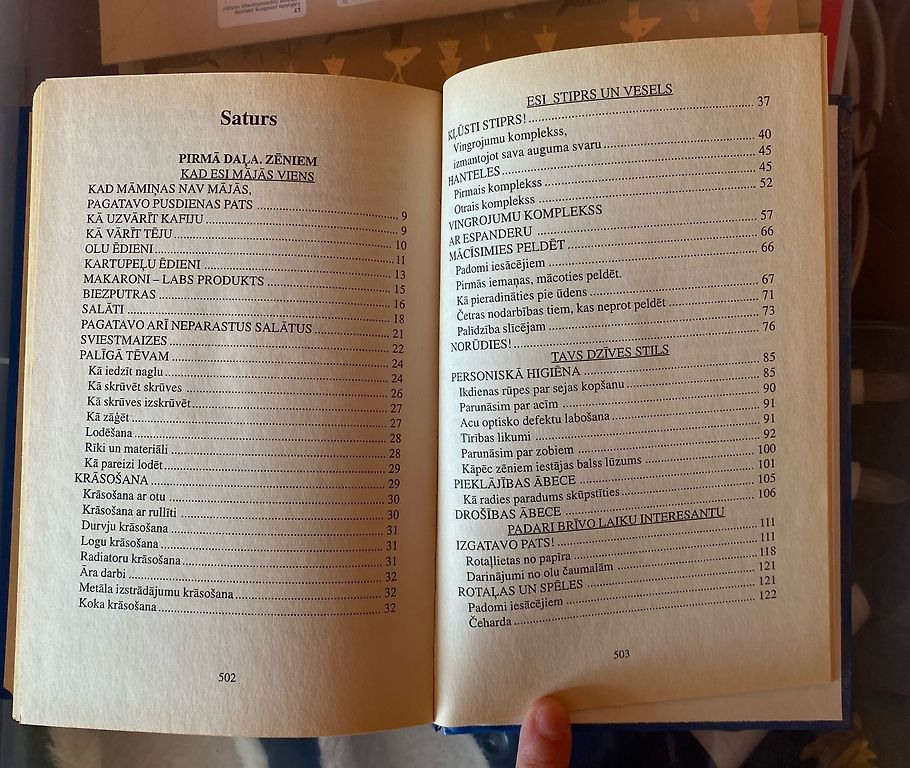 Saturs
PIRMĀ DAĻA. ZĒNIEM
KAD ESI MĀJĀS VIENS
KAD MĀMIŅAS NAV MĀJĀS,
PAGATAVO PUSDIENAS PATS ........ 9
KĀ UZVĀRĪT KAFIJU ........ 9
KĀ VĀRĪT TĒJU ........ 10
OLU ĒDIENI ........ 11
KARTUPEĻU ĒDIENI ........ 13
MAKARONI – LABS PRODUKTS ........ 15
BIEZPUTRAS ........ 16
SALĀTI ........ 18
PAGATAVO ARĪ NEPARASTUS SALĀTUS ........ 21
SVIESTMAIZES ........ 22
PALĪGĀ TĒVAM ........ 24
Kā iedzīt naglu ........ 24
Kā skrūvēt skrūves ........ 26
Kā skrūves izskrūvēt ........ 27
Kā zāģēt ........ 27
Lodēšana ........ 28
Rīki un materiāli ........ 28
Kā pareizi lodēt ........ 29
KRĀSOŠANA ........ 29
Krāsošana ar otu ........ 30
Krāsošana ar rullīti ........ 30
Durvju krāsošana ........ 31
Logu krāsošana ........ 31
Radiatoru krāsošana ........ 31
Āra darbi ........ 32
Metāla izstrādājumu krāsošana ........ 32
Koka krāsošana ........ 32
502
ESI STIPRS UN VESELS
KĻŪSTI STIPRS! ........ 37
Vingrojumu komplekss,
izmantojot sava auguma svaru ........ 40
HANTELES ........ 45
Pirmais komplekss ........ 45
Otrais komplekss ........ 52
VINGROJUMU KOMPLEKSS
AR ESPANDERU ........ 57
MĀCĪSIMIES PELDĒT ........ 66
Padomi iesācējiem ........ 66
Pirmās iemaņas, mācoties peldēt.
Kā pieradināties pie ūdens ........ 67
Četras nodarbības tiem, kas neprot peldēt ........ 71
Palīdzība slīcējam ........ 73
NORŪDIES! ........ 76
TAVS DZĪVES STILS
PERSONISKĀ HIGIĒNA ........ 85
Ikdienas rūpes par sejas kopšanu ........ 85
Parunāsim par acīm ........ 90
Acu optisko defektu labošana ........ 91
Tīrības likumi ........ 91
Parunāsim par zobiem ........ 92
Kāpēc zēniem iestājas balss lūzums ........ 100
PIEKLĀJĪBAS ĀBECE ........ 101
Kā radies paradums skūpstīties ........ 105
DROŠĪBAS ĀBECE ........ 106
PADARI BRĪVO LAIKU INTERESANTU
IZGATAVO PATS! ........ 111
Rotaļlietas no papīra ........ 111
Darinājumi no olu čaumalām ........ 118
ROTAĻAS UN SPĒLES ........ 121
Padomi iesācējiem ........ 121
Čeharda ........ 122
503